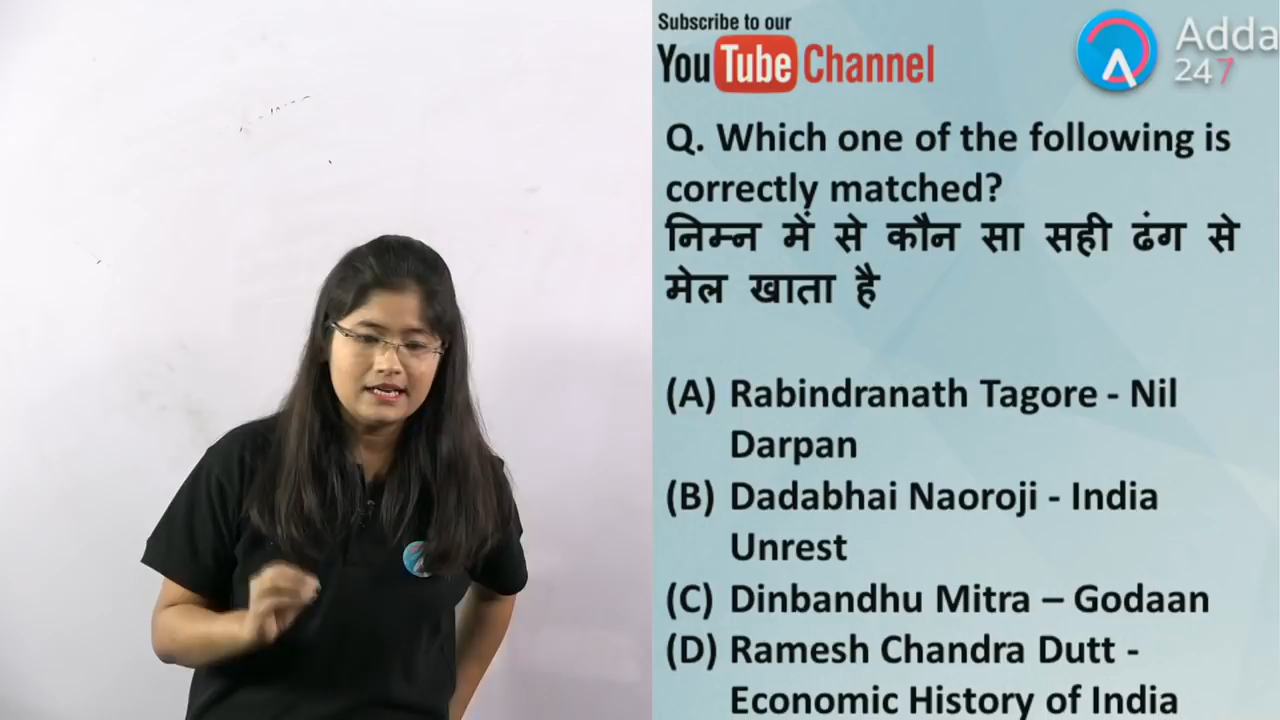 Subscribe to our
YouTube Channel
Adda
247
Q. Which one of the following is
correctly matched?
निम्न में से कौन सा सही ढंग से
मेल खाता है
(A) Rabindranath Tagore - Nil
Darpan
(B) Dadabhai Naoroji - India
Unrest
(C) Dinbandhu Mitra – Godaan
(D) Ramesh Chandra Dutt -
Economic History of India